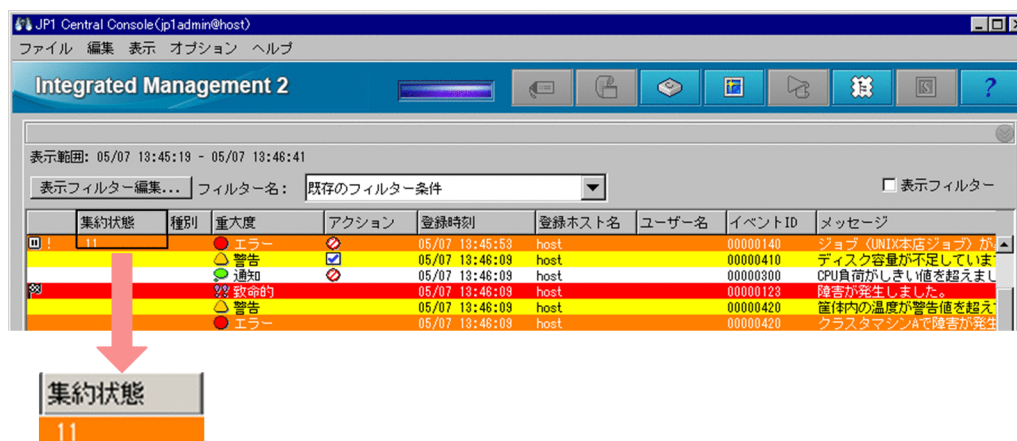 JP1 Central Console(jp1admin@host)
ファイル 編集 表示 オプション ヘルプ
Integrated Management 2
?
表示範囲: 05/07 13:45:19 - 05/07 13:46:41
表示フィルター編集... フィルター名: 既存のフィルター条件 表示フィルター
集約状態 種別 重大度 アクション 登録時刻 登録ホスト名 ユーザー名 イベントID メッセージ
! 11 エラー 05/07 13:45:53 host 00000140 ジョブ(UNIX本店ジョブ)が
警告 05/07 13:46:09 host 00000410 ディスク容量が不足していま
通知 05/07 13:46:09 host 00000300 CPU負荷がしきい値を超えまし
致命的 05/07 13:46:09 host 00000123 障害が発生しました。
警告 05/07 13:46:09 host 00000420 筐体内の温度が警告値を超え
エラー 05/07 13:46:09 host 00000420 クラスタマシンAで障害が発生
集約状態
11